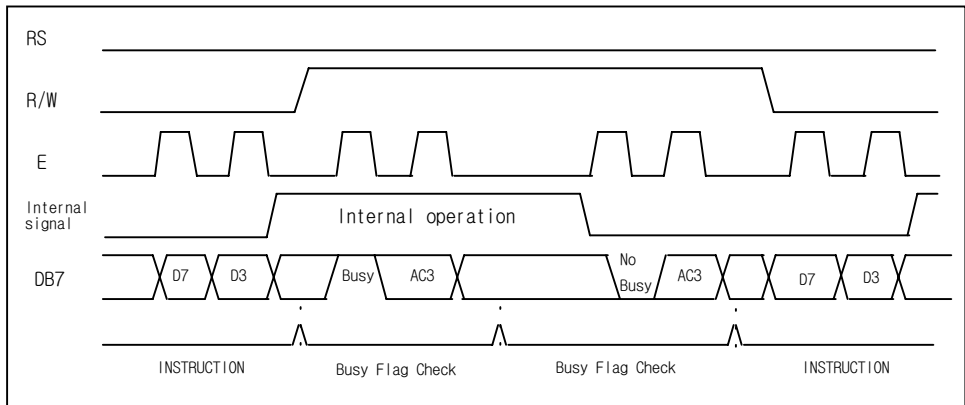 RS
R/W
E
Internal
signal
Internal operation
DB7
D7
D3
Busy
AC3
No
Busy
AC3
D7
D3
INSTRUCTION
Busy Flag Check
Busy Flag Check
INSTRUCTION